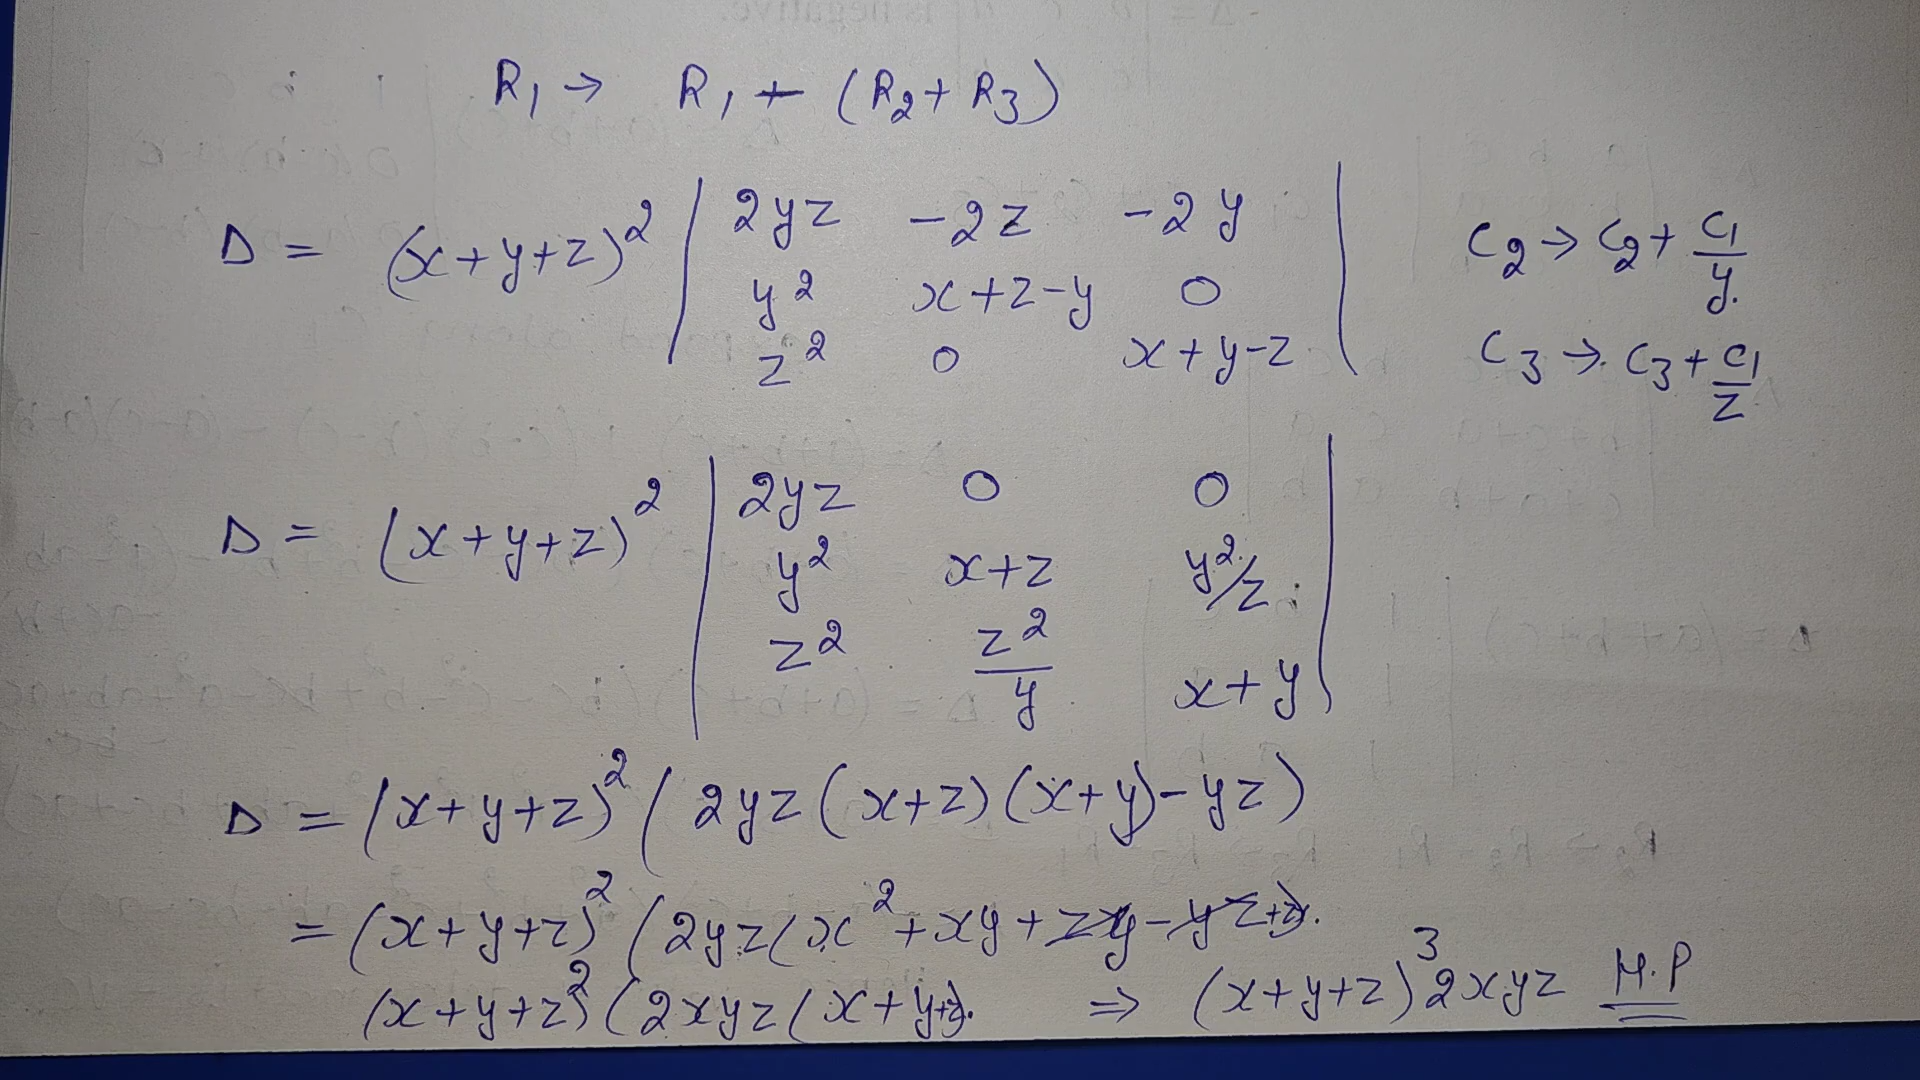 R₁ → R₁ - (R₂ + R₃)
Δ = (x+y+z)² | 2yz -2z -2y |
| y² x+z-y 0 |
| z² 0 x+y-z |
C₂ → C₂ + C₁/y
C₃ → C₃ + C₁/z
Δ = (x+y+z)² | 2yz 0 0 |
| y² x+z y²/z |
| z² z²/y x+y |
Δ = (x+y+z)² (2yz (x+z) (x+y) - yz)
= (x+y+z)² (2yz (x² + xy + zy - yz + zx
(x+y+z)² (2xyz (x+y+z) ⇒ (x+y+z)³ 2xyz H.P